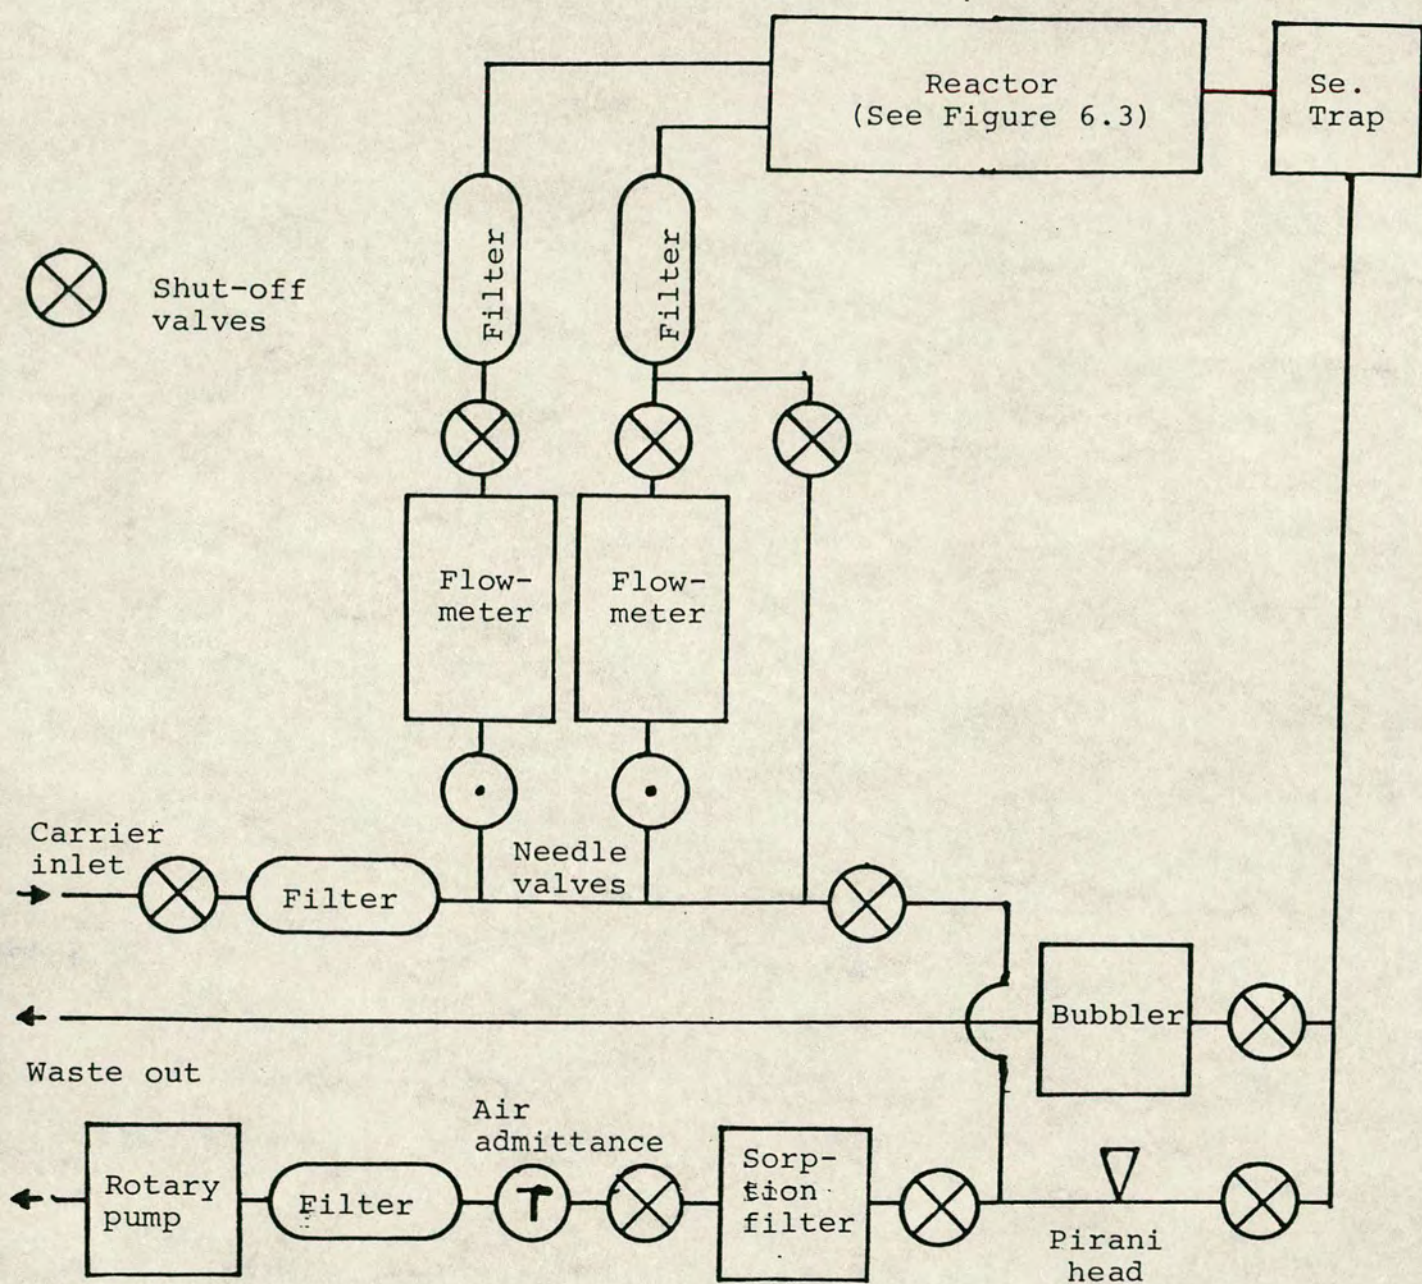 Reactor
(See Figure 6.3)
Se.
Trap
Filter
Filter
Shut-off
valves
Flow-
meter
Flow-
meter
Carrier
inlet
Filter
Needle
valves
Bubbler
Waste out
Air
admittance
Rotary
pump
Filter
T
Sorp-
tion
filter
Pirani
head